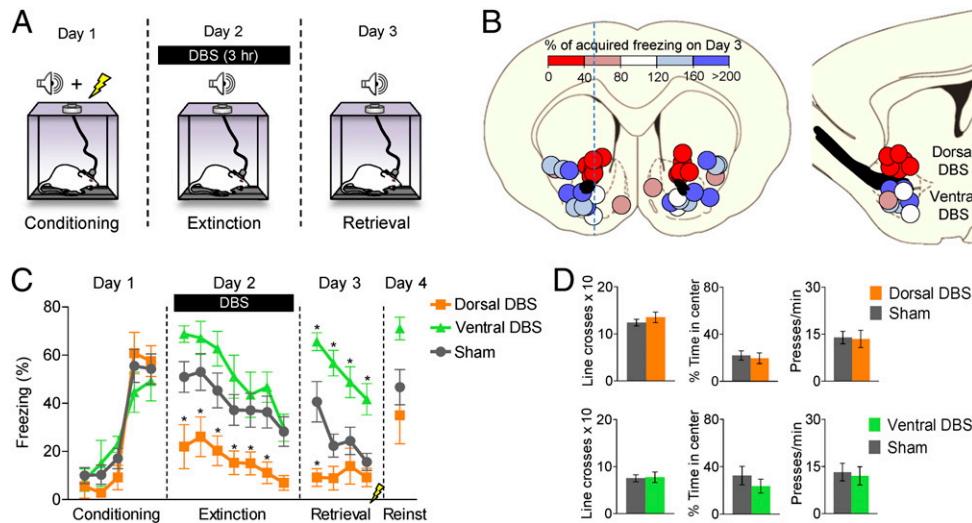 A
Day 1
Day 2
Day 3
DBS (3 hr)
+
Conditioning
Extinction
Retrieval
B
% of acquired freezing on Day 3
0 40 80 120 160 >200
Dorsal
DBS
Ventral
DBS
C
Day 1
Day 2
Day 3
Day 4
DBS
Dorsal DBS
Ventral DBS
Sham
Freezing (%)
80
60
40
20
0
* * * * * *
* * * *
*
Conditioning
Extinction
Retrieval
Reinst
D
Line crosses x 10
20
10
0
% Time in center
80
40
0
Presses/min
30
15
0
Dorsal DBS
Sham
Line crosses x 10
20
10
0
% Time in center
80
40
0
Presses/min
30
15
0
Ventral DBS
Sham